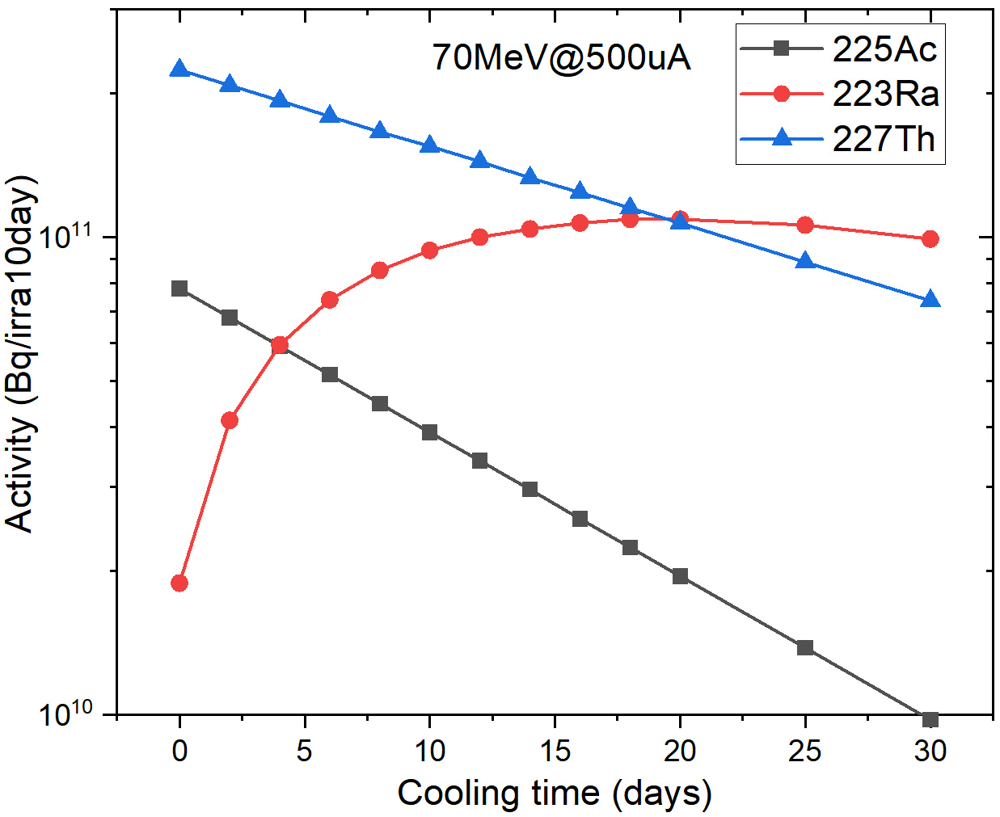 70MeV@500uA
225Ac
223Ra
227Th
Activity (Bq/irra10day)
10¹¹
10¹⁰
0 5 10 15 20 25 30
Cooling time (days)